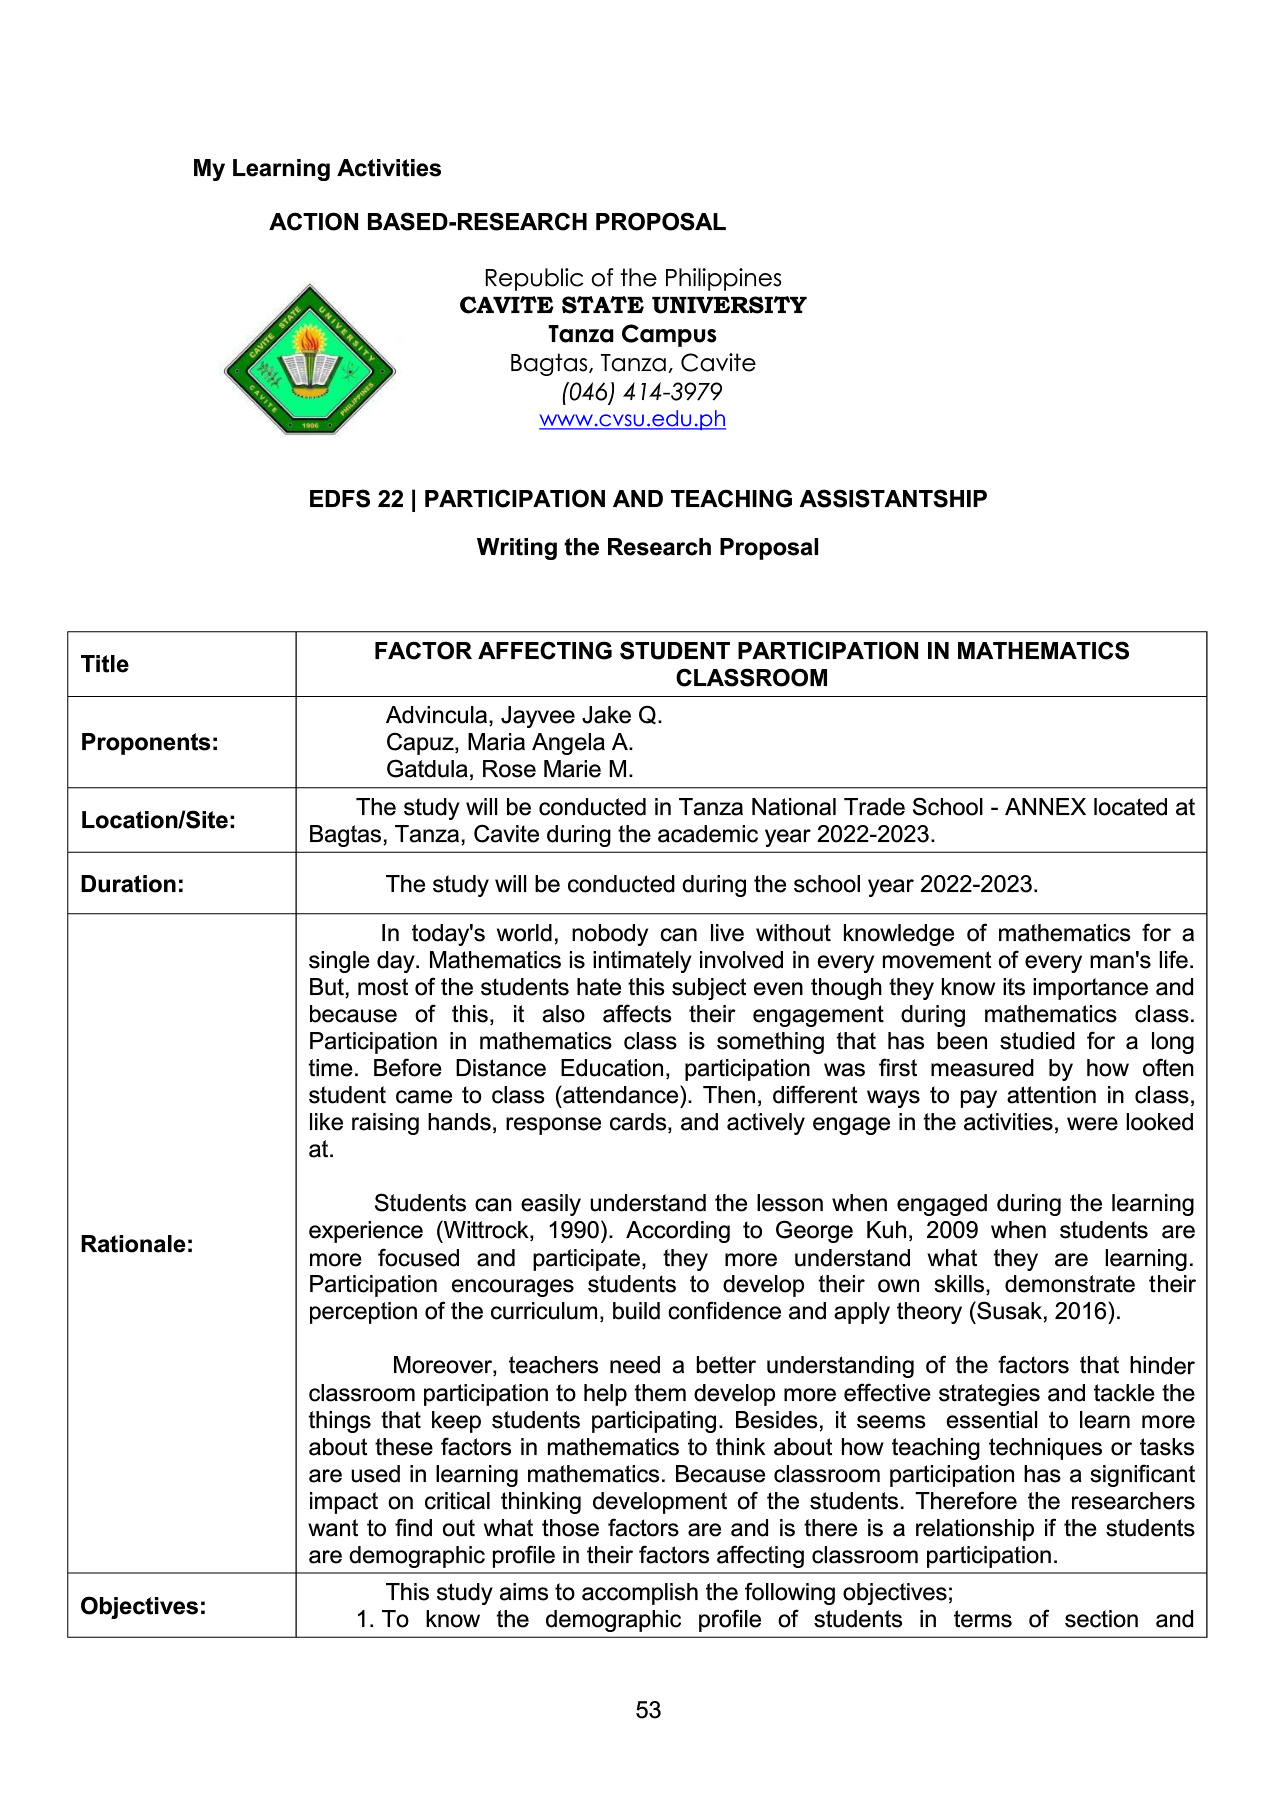 My Learning Activities
ACTION BASED-RESEARCH PROPOSAL
CAVITE STATE UNIVERSITY
CAVITE PHILIPPINES
1906
Republic of the Philippines
CAVITE STATE UNIVERSITY
Tanza Campus
Bagtas, Tanza, Cavite
(046) 414-3979
www.cvsu.edu.ph
EDFS 22 | PARTICIPATION AND TEACHING ASSISTANTSHIP
Writing the Research Proposal
Title
FACTOR AFFECTING STUDENT PARTICIPATION IN MATHEMATICS
CLASSROOM
Proponents:
Advincula, Jayvee Jake Q.
Capuz, Maria Angela A.
Gatdula, Rose Marie M.
Location/Site:
The study will be conducted in Tanza National Trade School - ANNEX located at
Bagtas, Tanza, Cavite during the academic year 2022-2023.
Duration:
The study will be conducted during the school year 2022-2023.
Rationale:
In today's world, nobody can live without knowledge of mathematics for a
single day. Mathematics is intimately involved in every movement of every man's life.
But, most of the students hate this subject even though they know its importance and
because of this, it also affects their engagement during mathematics class.
Participation in mathematics class is something that has been studied for a long
time. Before Distance Education, participation was first measured by how often
student came to class (attendance). Then, different ways to pay attention in class,
like raising hands, response cards, and actively engage in the activities, were looked
at.
Students can easily understand the lesson when engaged during the learning
experience (Wittrock, 1990). According to George Kuh, 2009 when students are
more focused and participate, they more understand what they are learning.
Participation encourages students to develop their own skills, demonstrate their
perception of the curriculum, build confidence and apply theory (Susak, 2016).
Moreover, teachers need a better understanding of the factors that hinder
classroom participation to help them develop more effective strategies and tackle the
things that keep students participating. Besides, it seems essential to learn more
about these factors in mathematics to think about how teaching techniques or tasks
are used in learning mathematics. Because classroom participation has a significant
impact on critical thinking development of the students. Therefore the researchers
want to find out what those factors are and is there is a relationship if the students
are demographic profile in their factors affecting classroom participation.
Objectives:
This study aims to accomplish the following objectives;
1. To know the demographic profile of students in terms of section and
53